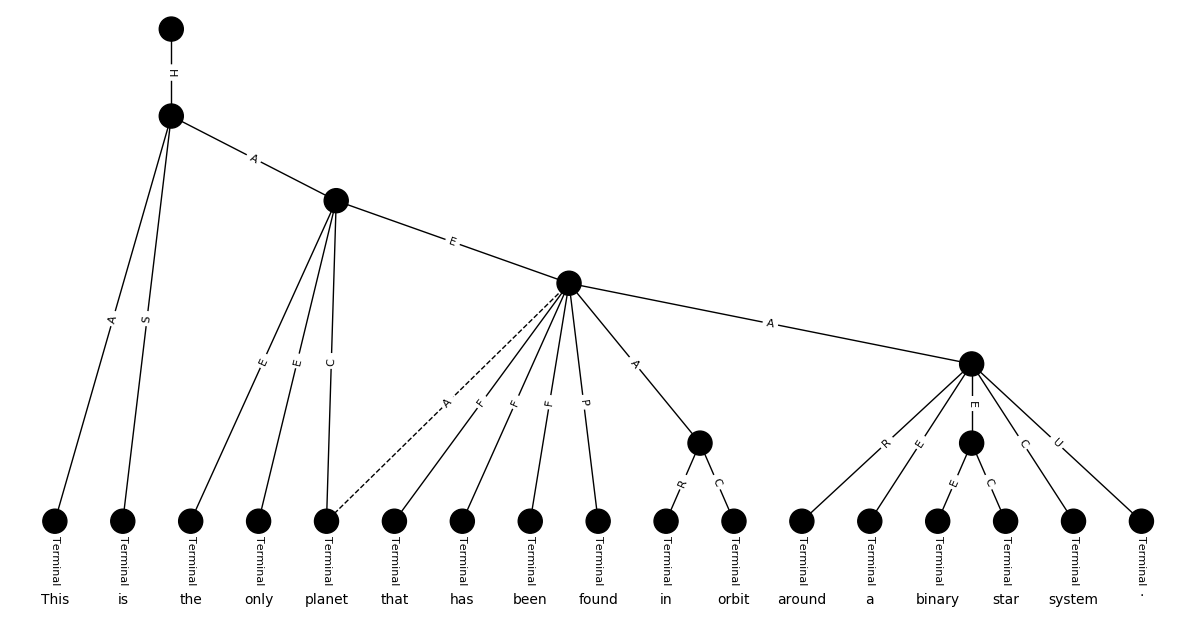 H
A
A S E
E E C A F F F P A A
R C R E E C U
E C
Terminal Terminal Terminal Terminal Terminal Terminal Terminal Terminal Terminal Terminal Terminal Terminal Terminal Terminal Terminal Terminal Terminal
This is the only planet that has been found in orbit around a binary star system .